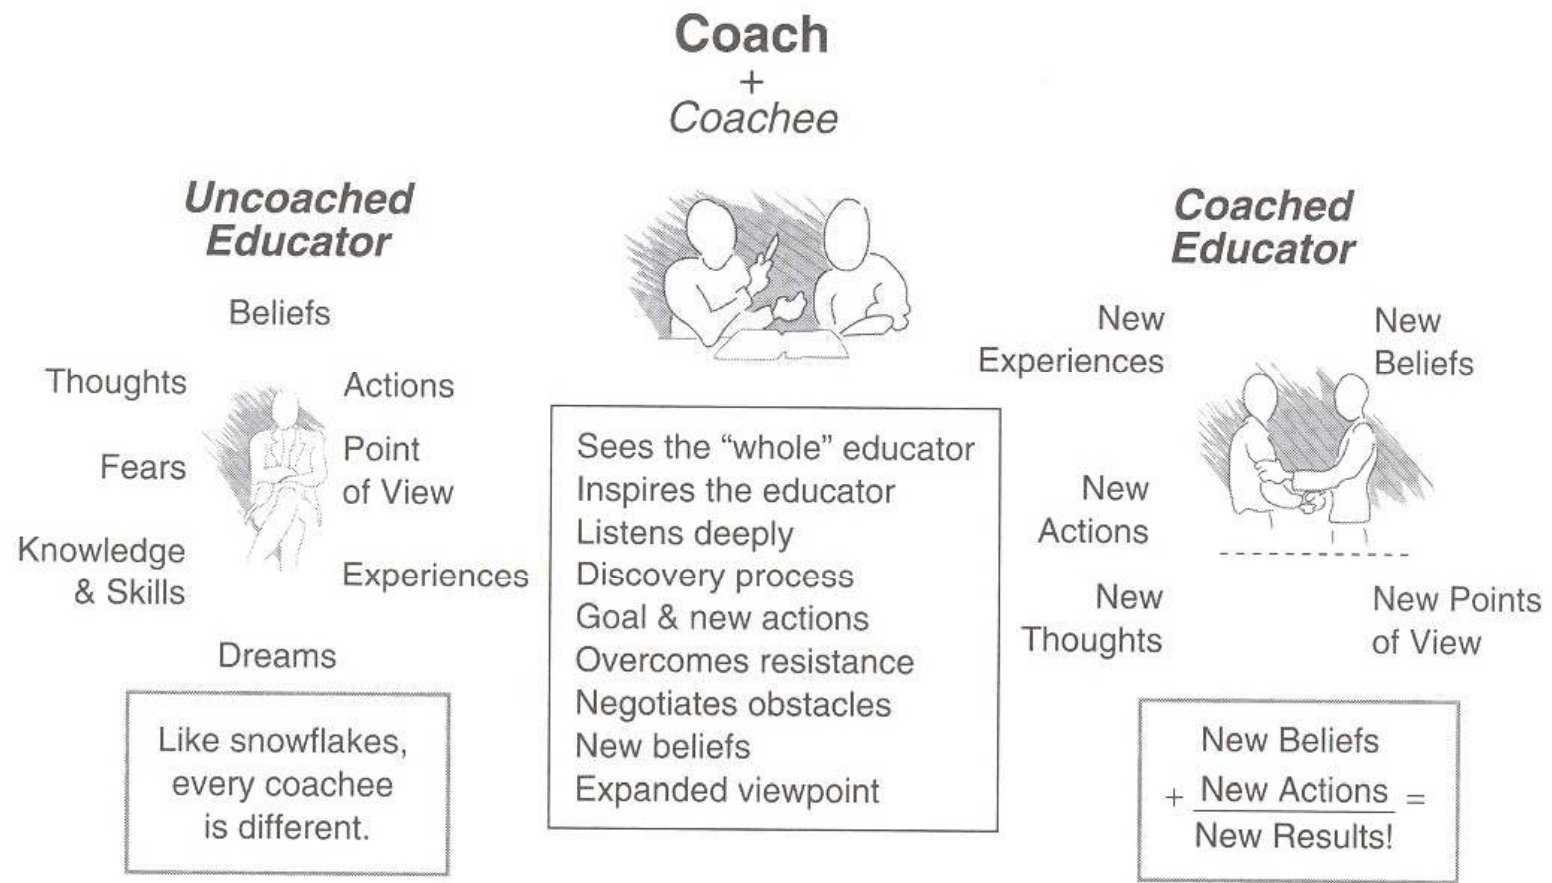 Coach
+
Coachee
Uncoached
Educator
Beliefs
Thoughts
Actions
Fears
Point
of View
Knowledge
& Skills
Experiences
Dreams
Like snowflakes,
every coachee
is different.
Sees the “whole” educator
Inspires the educator
Listens deeply
Discovery process
Goal & new actions
Overcomes resistance
Negotiates obstacles
New beliefs
Expanded viewpoint
Coached
Educator
New
Experiences
New
Beliefs
New
Actions
New
Thoughts
New Points
of View
New Beliefs
+ New Actions =
New Results!